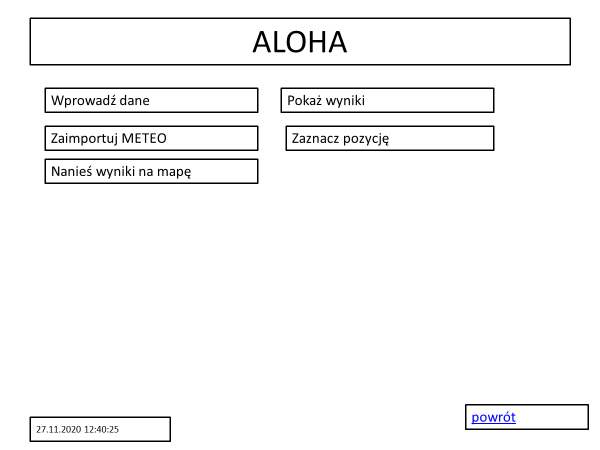 ALOHA
Wprowadź dane
Pokaż wyniki
Zaimportuj METEO
Zaznacz pozycję
Nanieś wyniki na mapę
powrót
27.11.2020 12:40:25